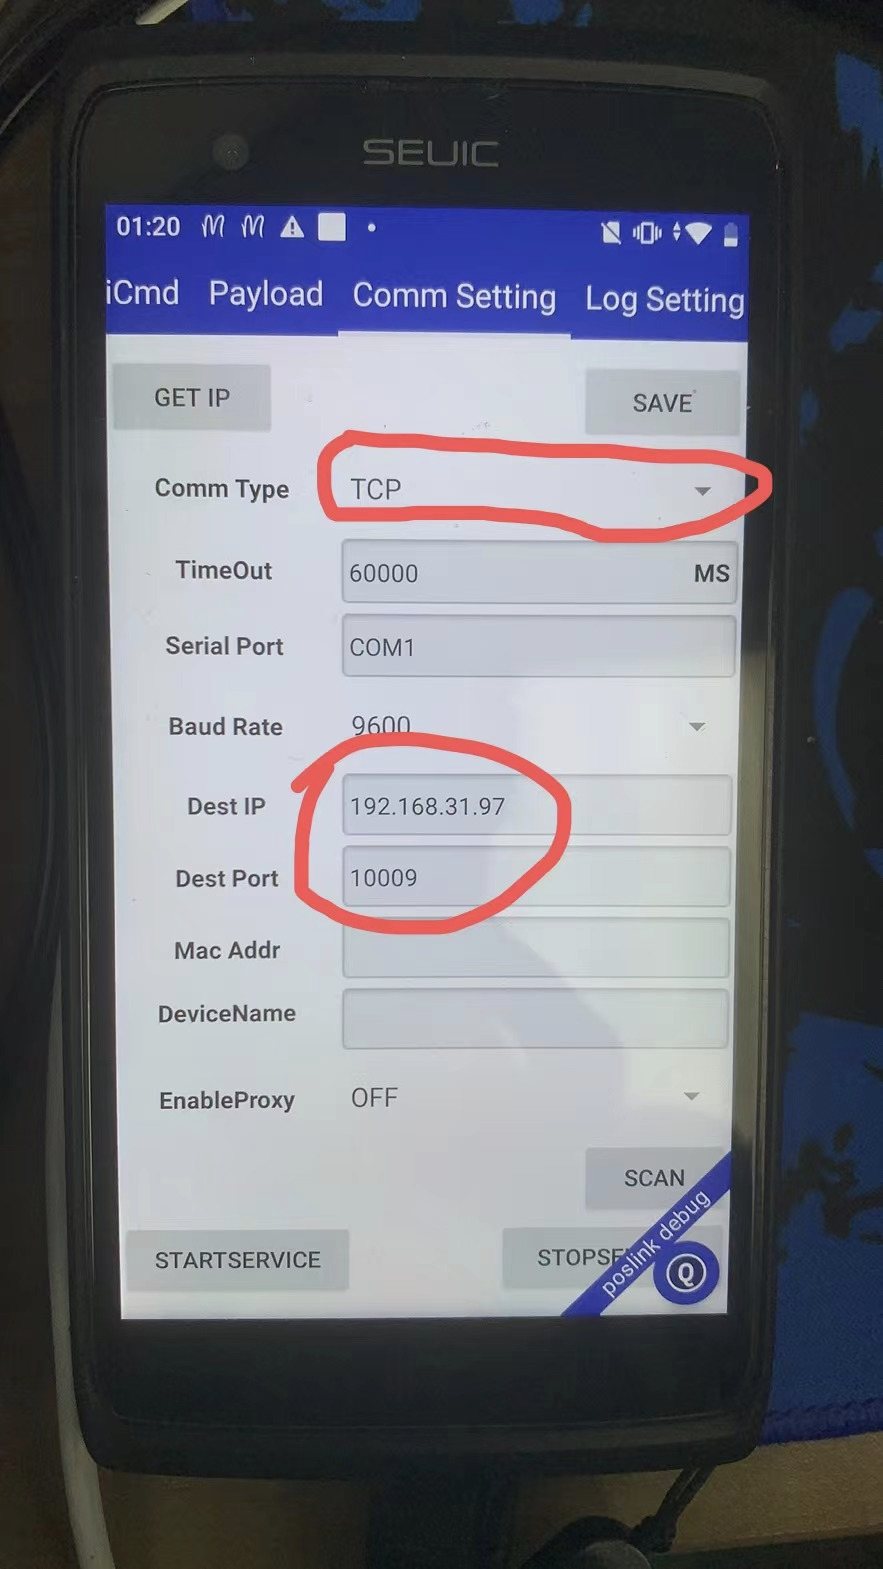 SEUIC
01:20
iCmd Payload Comm Setting Log Setting
GET IP SAVE
Comm Type TCP
TimeOut 60000 MS
Serial Port COM1
Baud Rate 9600
Dest IP 192.168.31.97
Dest Port 10009
Mac Addr
DeviceName
EnableProxy OFF
SCAN
STARTSERVICE STOPSE
poslink debug
Q